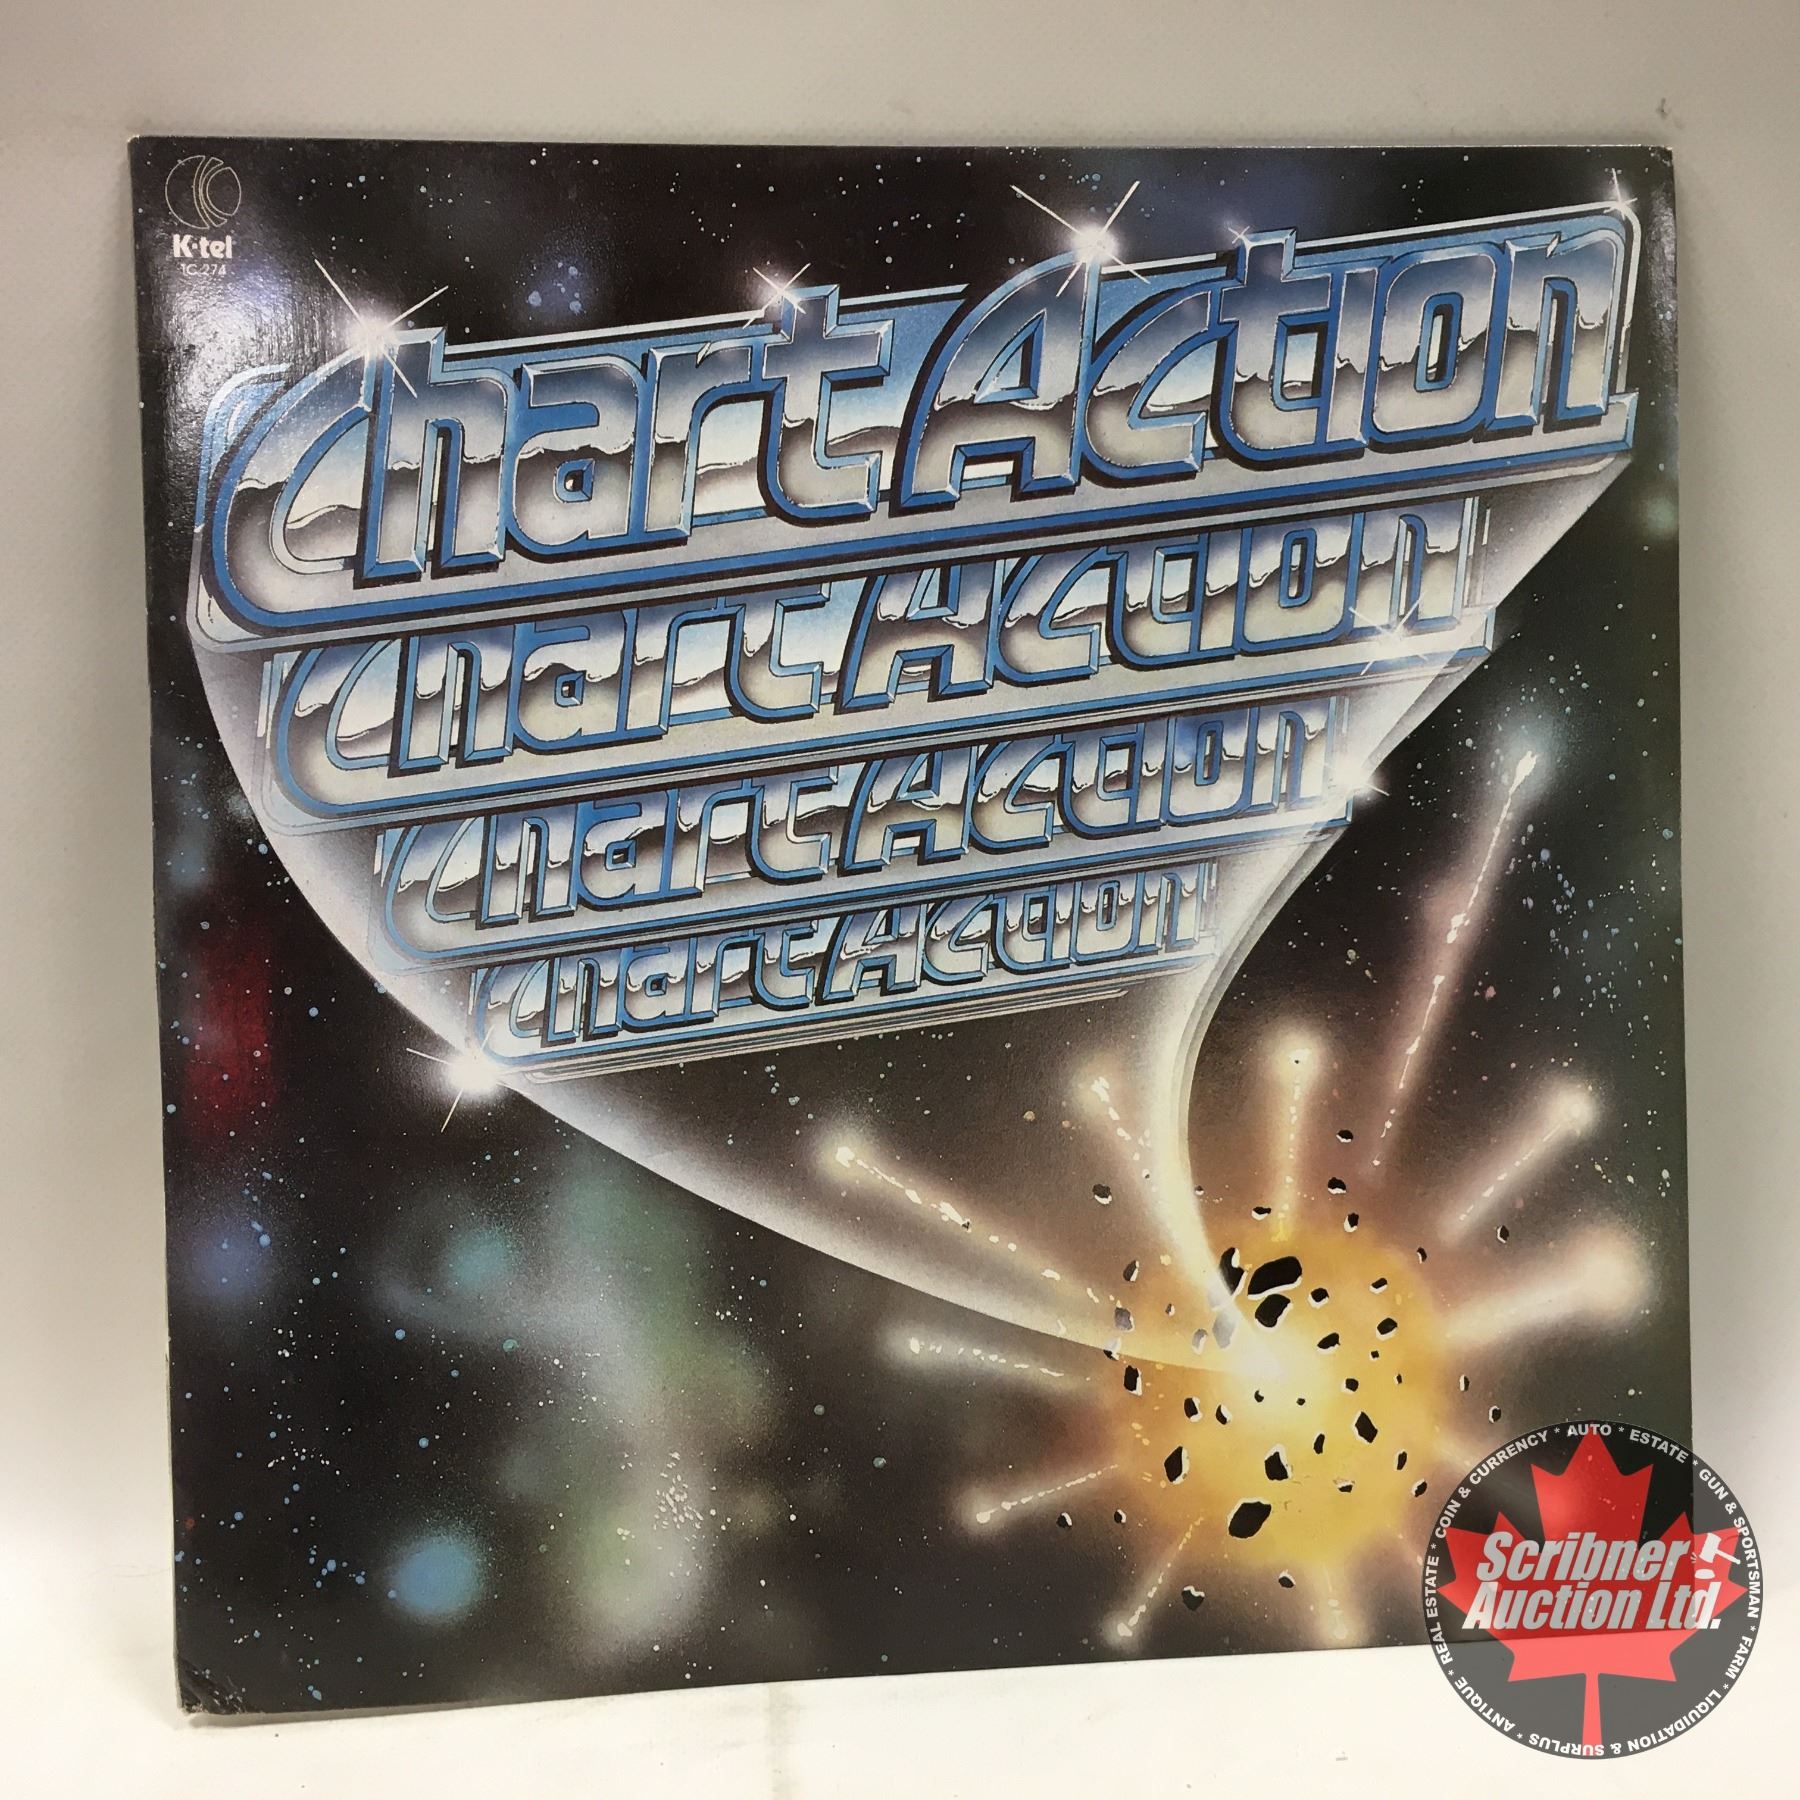 K·tel
TC 274
Chart Action
Chart Action
Chart Action
Chart Action
Scribner
Auction Ltd.
ANTIQUE * REAL ESTATE * COIN & CURRENCY * AUTO * ESTATE * GUN & SPORTSMAN * FARM * LIQUIDATION & SURPLUS *